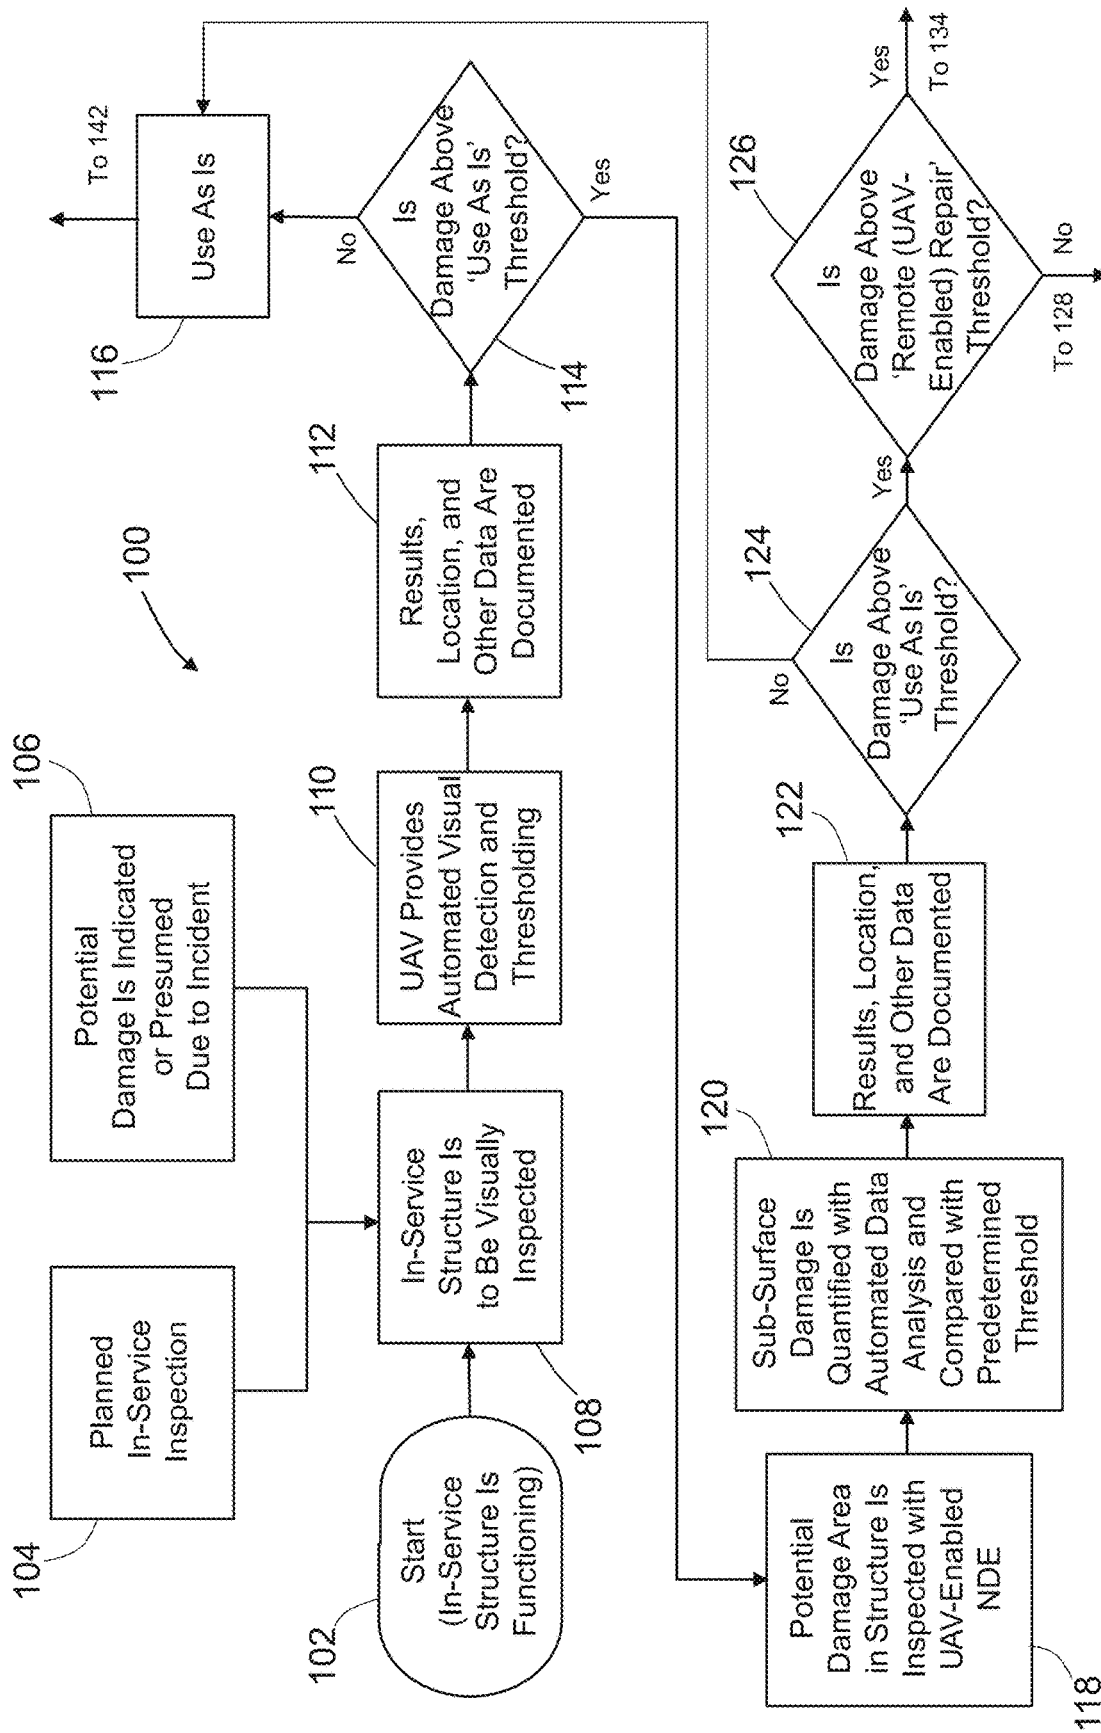 104
Planned
In-Service
Inspection
106
Potential
Damage Is Indicated
or Presumed
Due to Incident
100
To 142
116
Use As Is
102
Start
(In-Service
Structure Is
Functioning)
108
In-Service
Structure Is
to Be Visually
Inspected
110
UAV Provides
Automated Visual
Detection and
Thresholding
112
Results,
Location, and
Other Data Are
Documented
114
Is
Damage Above
‘Use As Is’
Threshold?
No
Yes
118
Potential
Damage Area
in Structure Is
Inspected with
UAV-Enabled
NDE
120
Sub-Surface
Damage Is
Quantified with
Automated Data
Analysis and
Compared with
Predetermined
Threshold
122
Results, Location,
and Other Data
Are Documented
124
Is
Damage Above
‘Use As Is’
Threshold?
No
Yes
126
Is
Damage Above
‘Remote (UAV-
Enabled) Repair’
Threshold?
Yes
To 134
No
To 128